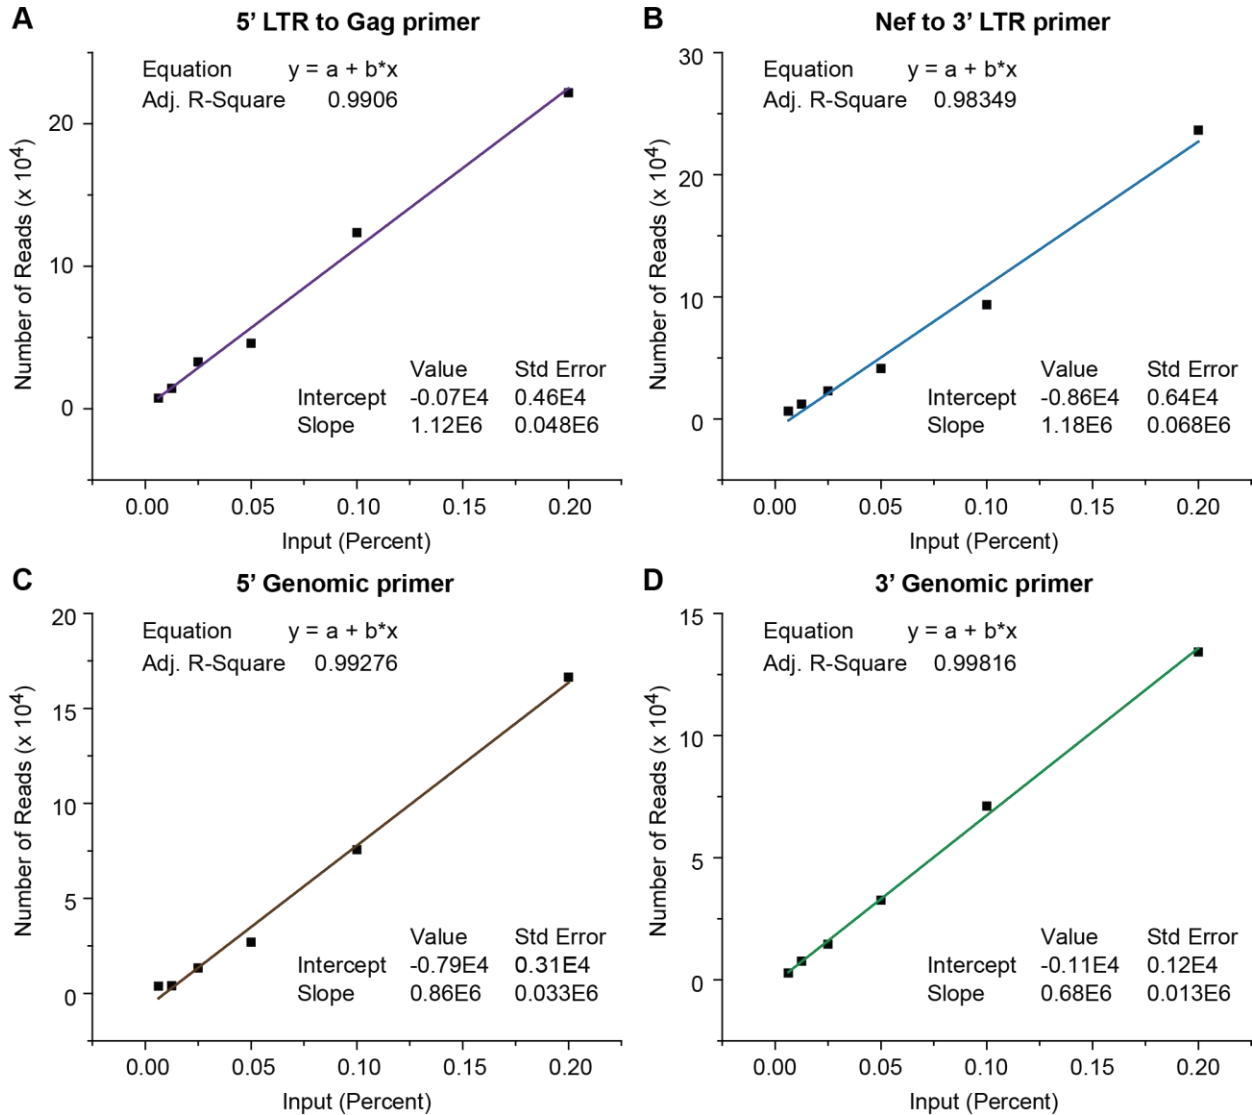 A 5’ LTR to Gag primer
Equation y = a + b*x
Adj. R-Square 0.9906
Number of Reads (x 10⁴)
20
10
0
Value Std Error
Intercept -0.07E4 0.46E4
Slope 1.12E6 0.048E6
0.00 0.05 0.10 0.15 0.20
Input (Percent)
B Nef to 3’ LTR primer
Equation y = a + b*x
Adj. R-Square 0.98349
Number of Reads (x 10⁴)
30
20
10
0
Value Std Error
Intercept -0.86E4 0.64E4
Slope 1.18E6 0.068E6
0.00 0.05 0.10 0.15 0.20
Input (Percent)
C 5’ Genomic primer
Equation y = a + b*x
Adj. R-Square 0.99276
Number of Reads (x 10⁴)
20
15
10
5
0
Value Std Error
Intercept -0.79E4 0.31E4
Slope 0.86E6 0.033E6
0.00 0.05 0.10 0.15 0.20
Input (Percent)
D 3’ Genomic primer
Equation y = a + b*x
Adj. R-Square 0.99816
Number of Reads (x 10⁴)
15
10
5
0
Value Std Error
Intercept -0.11E4 0.12E4
Slope 0.68E6 0.013E6
0.00 0.05 0.10 0.15 0.20
Input (Percent)